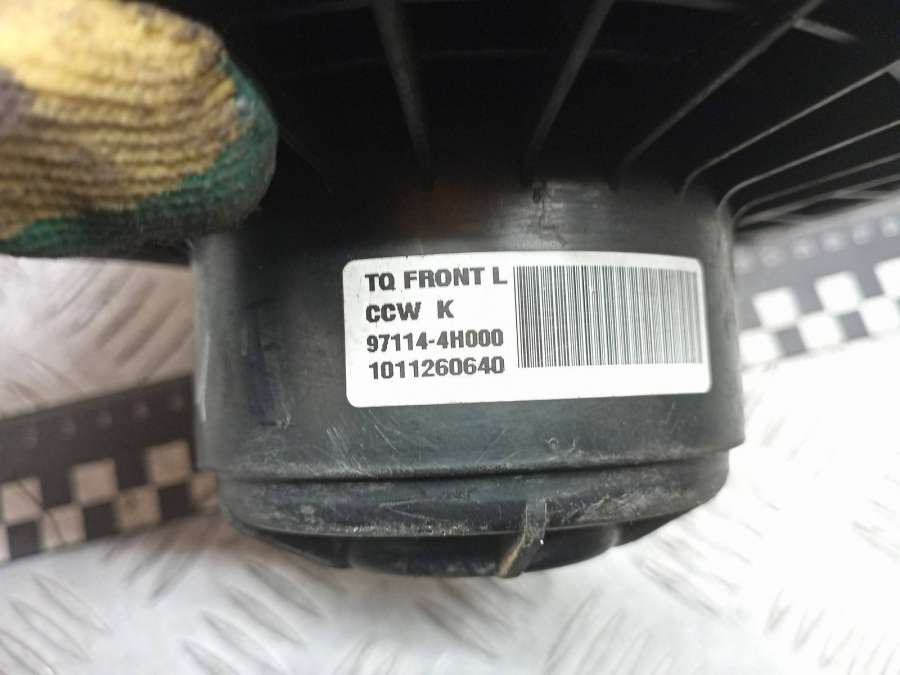 TQ FRONT L
CCW K
97114-4H000
1011260640